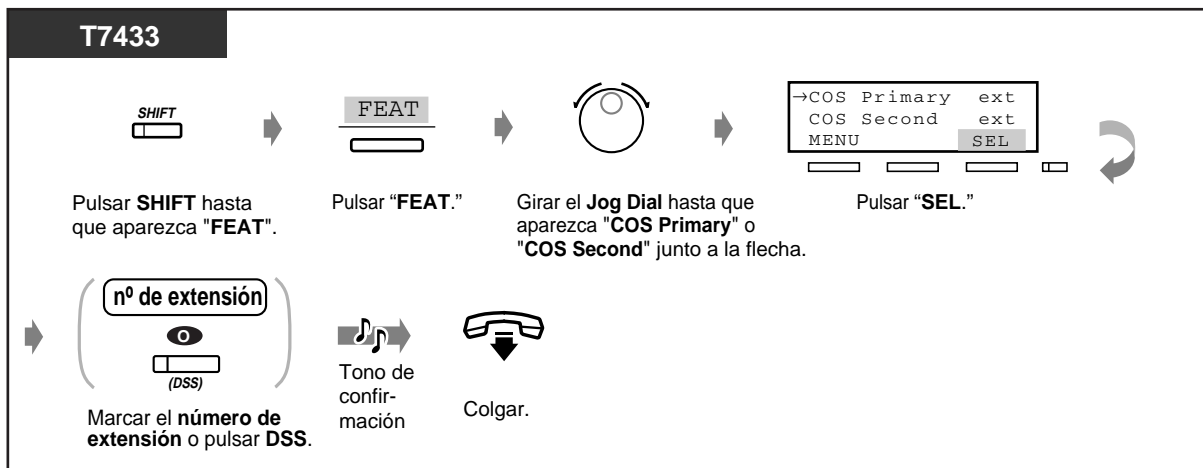 T7433
SHIFT
FEAT
→COS Primary ext
COS Second ext
MENU SEL
Pulsar SHIFT hasta
que aparezca "FEAT".
Pulsar “FEAT.”
Girar el Jog Dial hasta que
aparezca "COS Primary" o
"COS Second" junto a la flecha.
Pulsar “SEL.”
nº de extensión
O
(DSS)
Marcar el número de
extensión o pulsar DSS.
Tono de
confir-
mación
Colgar.